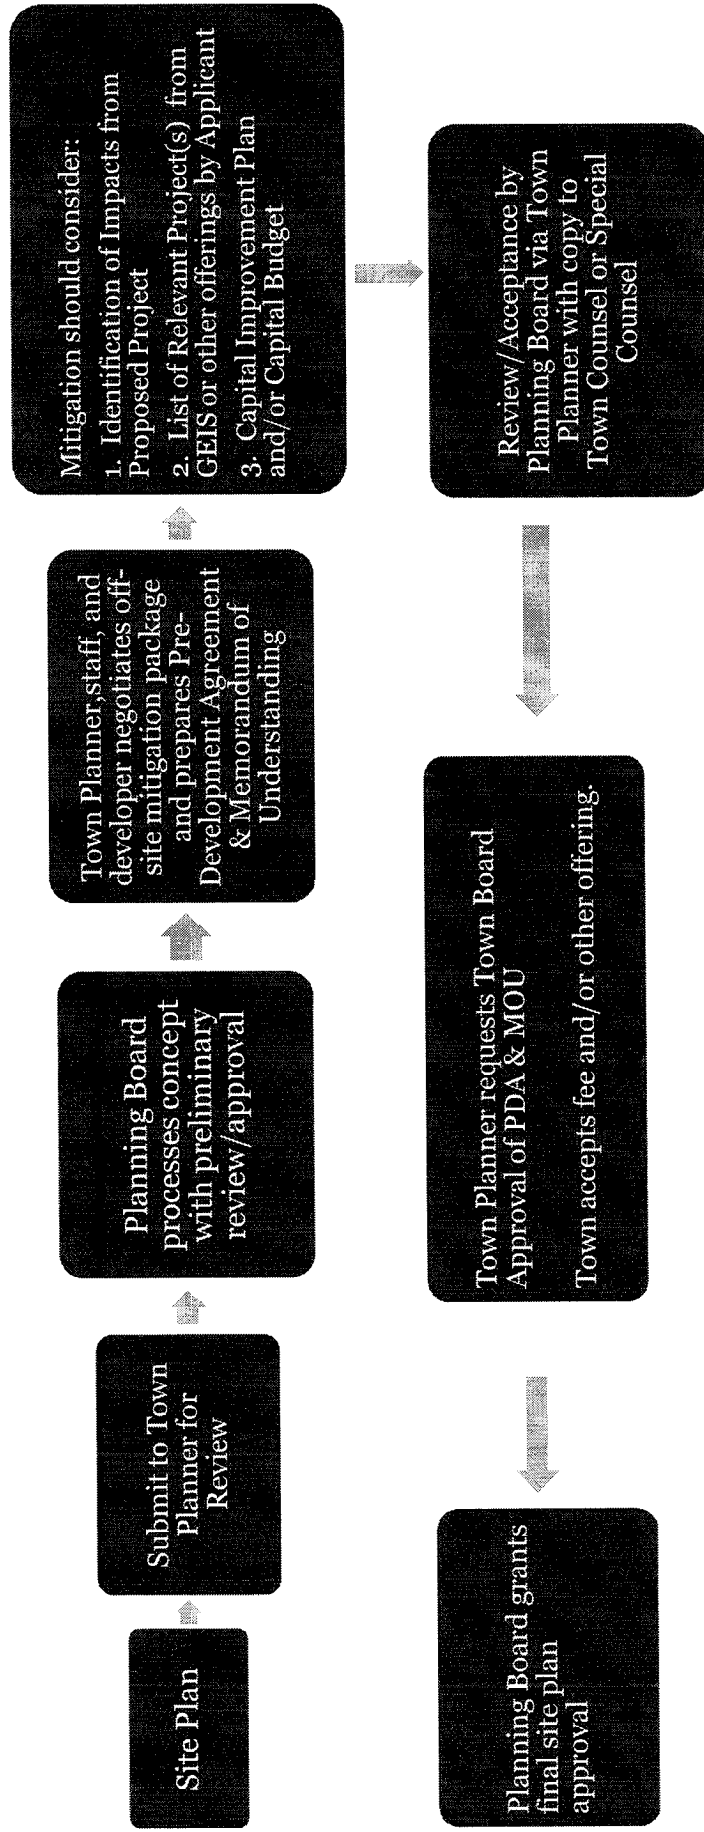 Site Plan
Submit to Town
Planner for
Review
Planning Board
processes concept
with preliminary
review/approval
Town Planner,staff, and
developer negotiates off-
site mitigation package
and prepares Pre-
Development Agreement
& Memorandum of
Understanding
Mitigation should consider:
1. Identification of Impacts from
Proposed Project
2. List of Relevant Project(s) from
GEIS or other offerings by Applicant
3. Capital Improvement Plan
and/or Capital Budget
Review/Acceptance by
Planning Board via Town
Planner with copy to
Town Counsel or Special
Counsel
Town Planner requests Town Board
Approval of PDA & MOU
Town accepts fee and/or other offering.
Planning Board grants
final site plan
approval